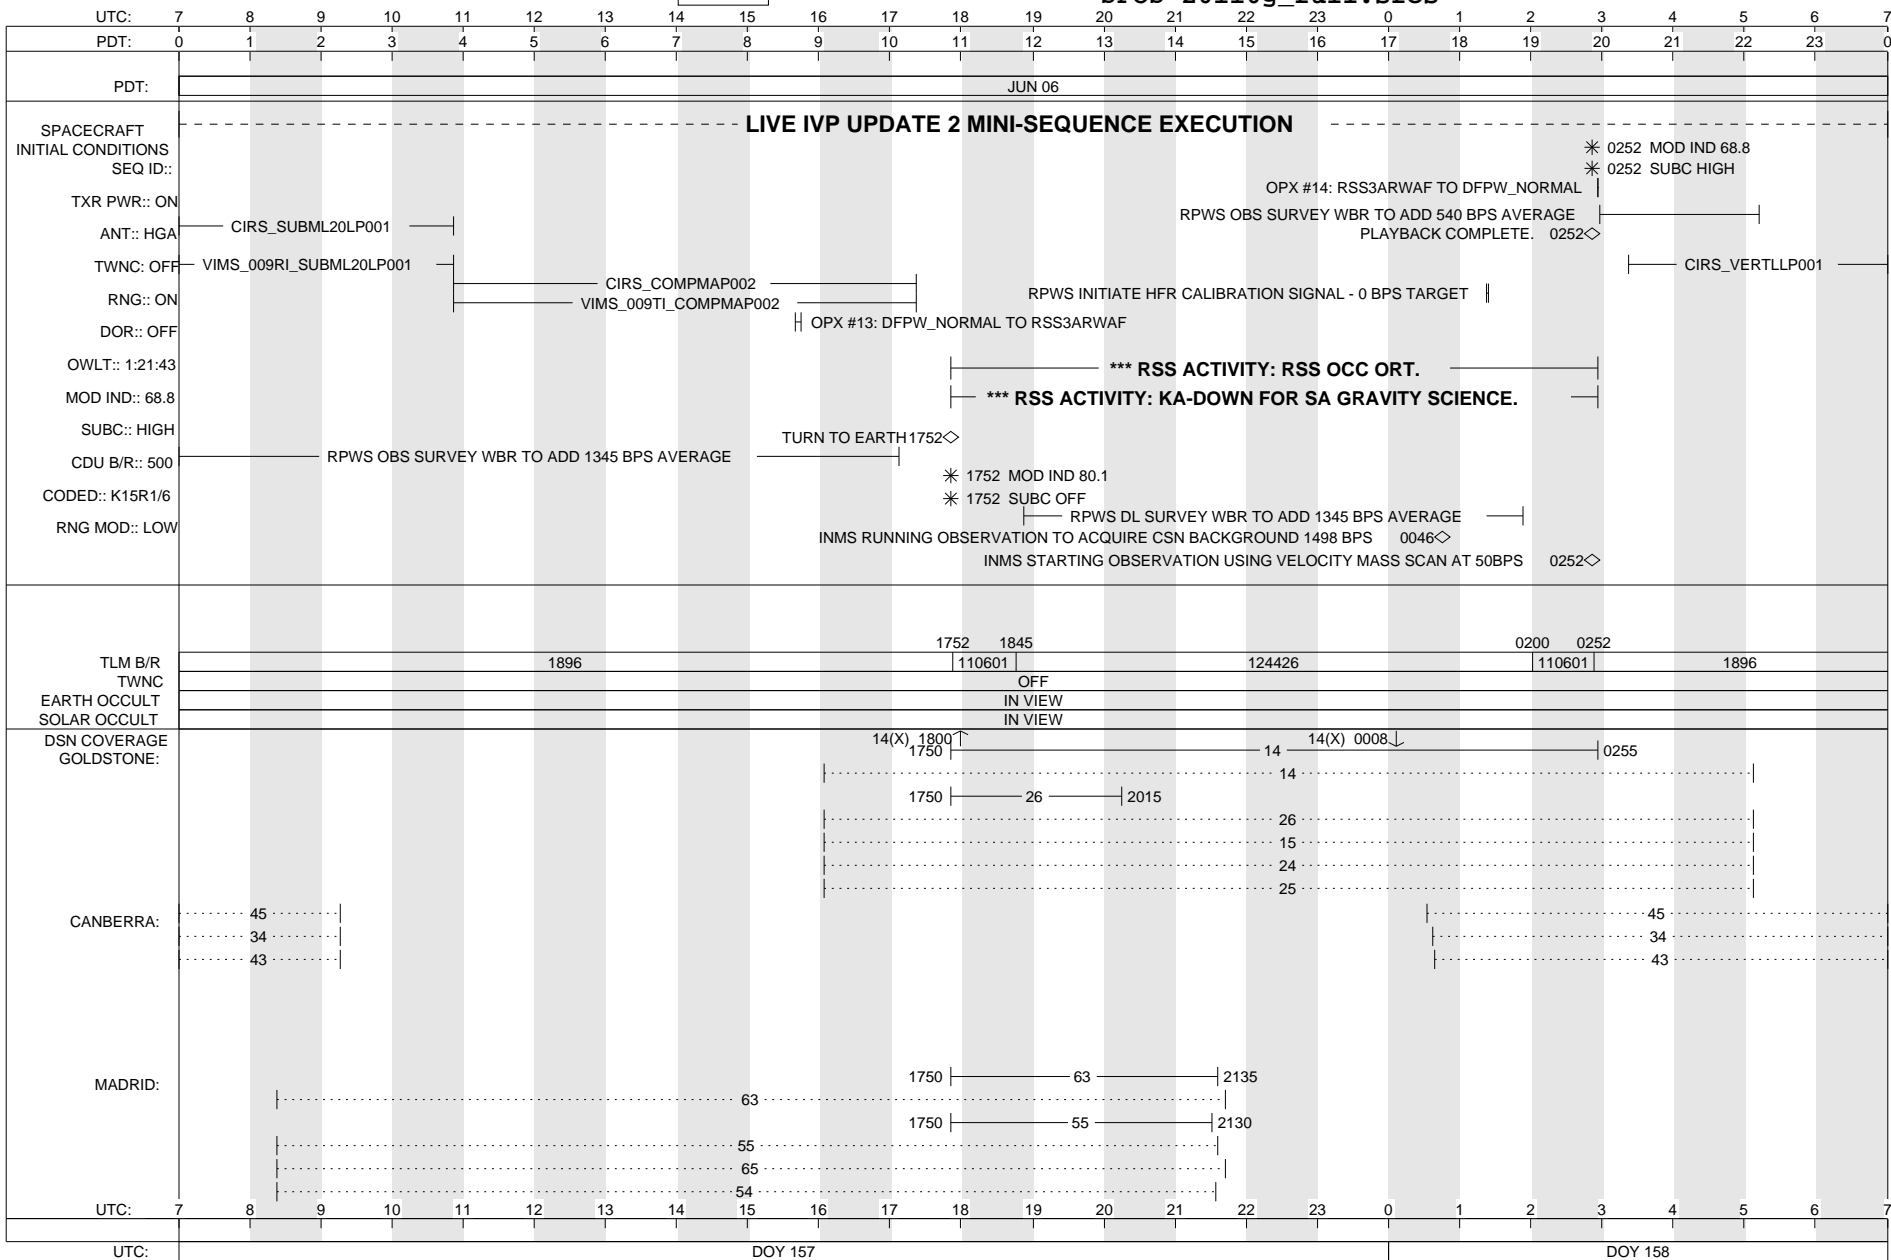 UTC: 7 8 9 10 11 12 13 14 15 16 17 18 19 20 21 22 23 0 1 2 3 4 5 6 7
PDT: 0 1 2 3 4 5 6 7 8 9 10 11 12 13 14 15 16 17 18 19 20 21 22 23 0
PDT: JUN 06
LIVE IVP UPDATE 2 MINI-SEQUENCE EXECUTION
SPACECRAFT
INITIAL CONDITIONS
0252 MOD IND 68.8
SEQ ID::
0252 SUBC HIGH
OPX #14: RSS3ARWAF TO DFPW_NORMAL
TXR PWR:: ON
RPWS OBS SURVEY WBR TO ADD 540 BPS AVERAGE
CIRS_SUBML20LP001
ANT:: HGA
PLAYBACK COMPLETE. 0252
TWNC: OFF
VIMS_009RI_SUBML20LP001
CIRS_VERTLLP001
CIRS_COMPMAP002
RPWS INITIATE HFR CALIBRATION SIGNAL - 0 BPS TARGET
RNG:: ON
VIMS_009TI_COMPMAP002
OPX #13: DFPW_NORMAL TO RSS3ARWAF
DOR:: OFF
OWLT:: 1:21:43
*** RSS ACTIVITY: RSS OCC ORT.
MOD IND:: 68.8
*** RSS ACTIVITY: KA-DOWN FOR SA GRAVITY SCIENCE.
SUBC:: HIGH
TURN TO EARTH 1752
RPWS OBS SURVEY WBR TO ADD 1345 BPS AVERAGE
CDU B/R:: 500
1752 MOD IND 80.1
CODED:: K15R1/6
1752 SUBC OFF
RPWS DL SURVEY WBR TO ADD 1345 BPS AVERAGE
RNG MOD:: LOW
INMS RUNNING OBSERVATION TO ACQUIRE CSN BACKGROUND 1498 BPS 0046
INMS STARTING OBSERVATION USING VELOCITY MASS SCAN AT 50BPS 0252
1752 1845 0200 0252
TLM B/R 1896 110601 124426 110601 1896
TWNC OFF
EARTH OCCULT IN VIEW
SOLAR OCCULT IN VIEW
DSN COVERAGE
14(X) 1800 14(X) 0008
GOLDSTONE:
1750 14 0255
14
1750 26 2015
26
15
24
25
CANBERRA:
45 45
34 34
43 43
MADRID:
1750 63 2135
63
1750 55 2130
55
65
54
UTC: 7 8 9 10 11 12 13 14 15 16 17 18 19 20 21 22 23 0 1 2 3 4 5 6 7
UTC: DOY 157 DOY 158